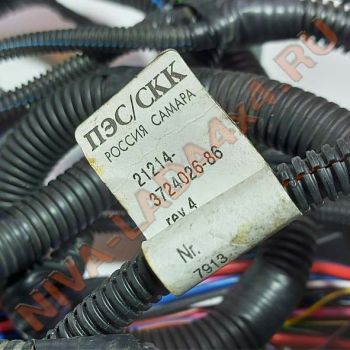 ПЭС/СКК
РОССИЯ САМАРА
21214-
3724026-86
rev.4
Nr.
7913
NIVA-LADA4X4.RU